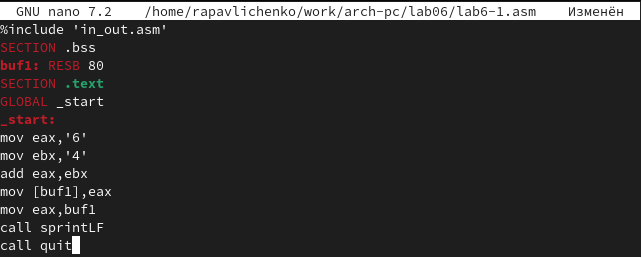 GNU nano 7.2 /home/rapavlichenko/work/arch-pc/lab06/lab6-1.asm Изменён
%include 'in_out.asm'
SECTION .bss
buf1: RESB 80
SECTION .text
GLOBAL _start
_start:
mov eax,'6'
mov ebx,'4'
add eax,ebx
mov [buf1],eax
mov eax,buf1
call sprintLF
call quit